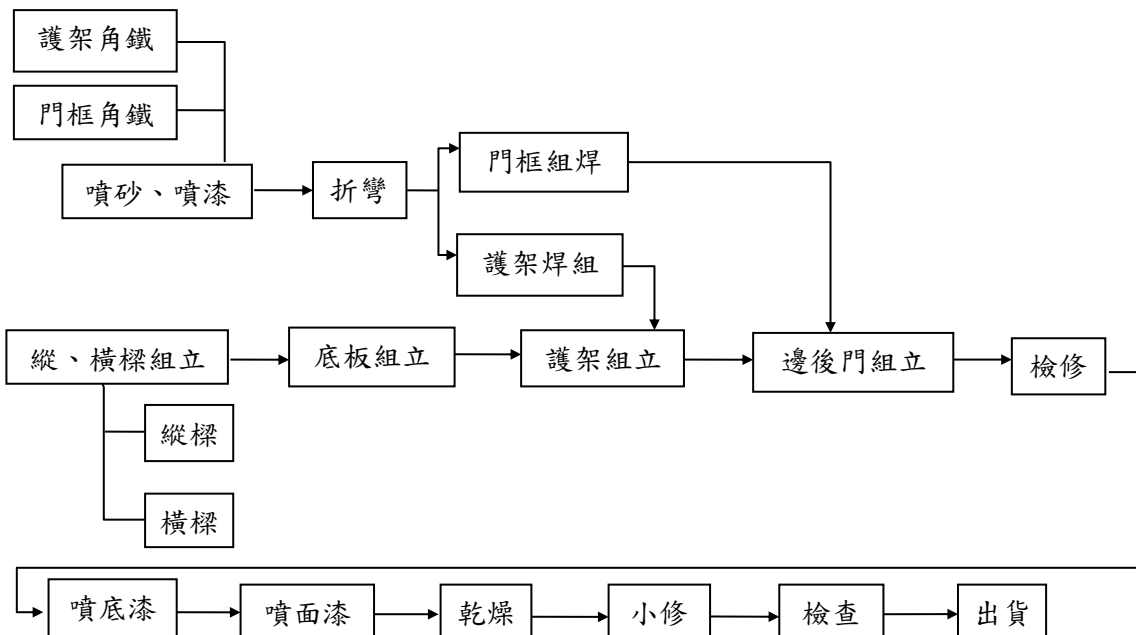 護架角鐵
門框角鐵
噴砂、噴漆
折彎
門框組焊
護架焊組
縱、橫樑組立
底板組立
護架組立
邊後門組立
檢修
縱樑
橫樑
噴底漆
噴面漆
乾燥
小修
檢查
出貨